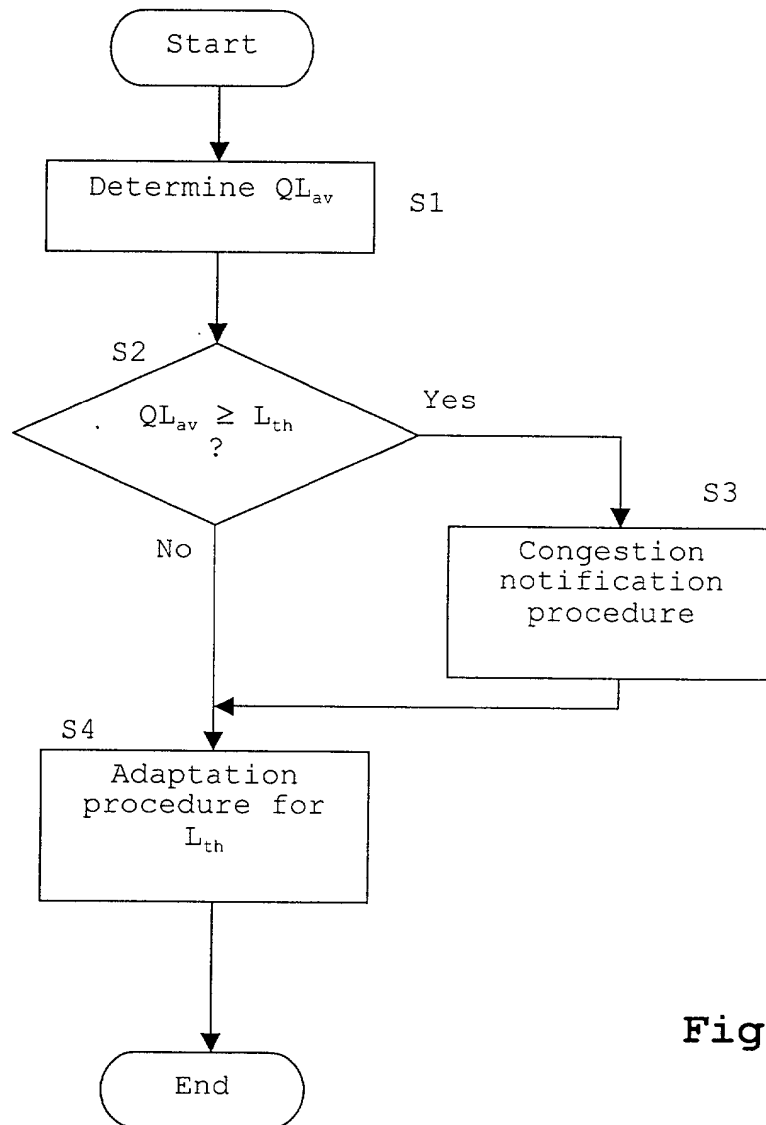 Start
Determine QLav
S1
S2
QLav ≥ Lth
?
Yes
No
S3
Congestion
notification
procedure
S4
Adaptation
procedure for
Lth
End
Fig